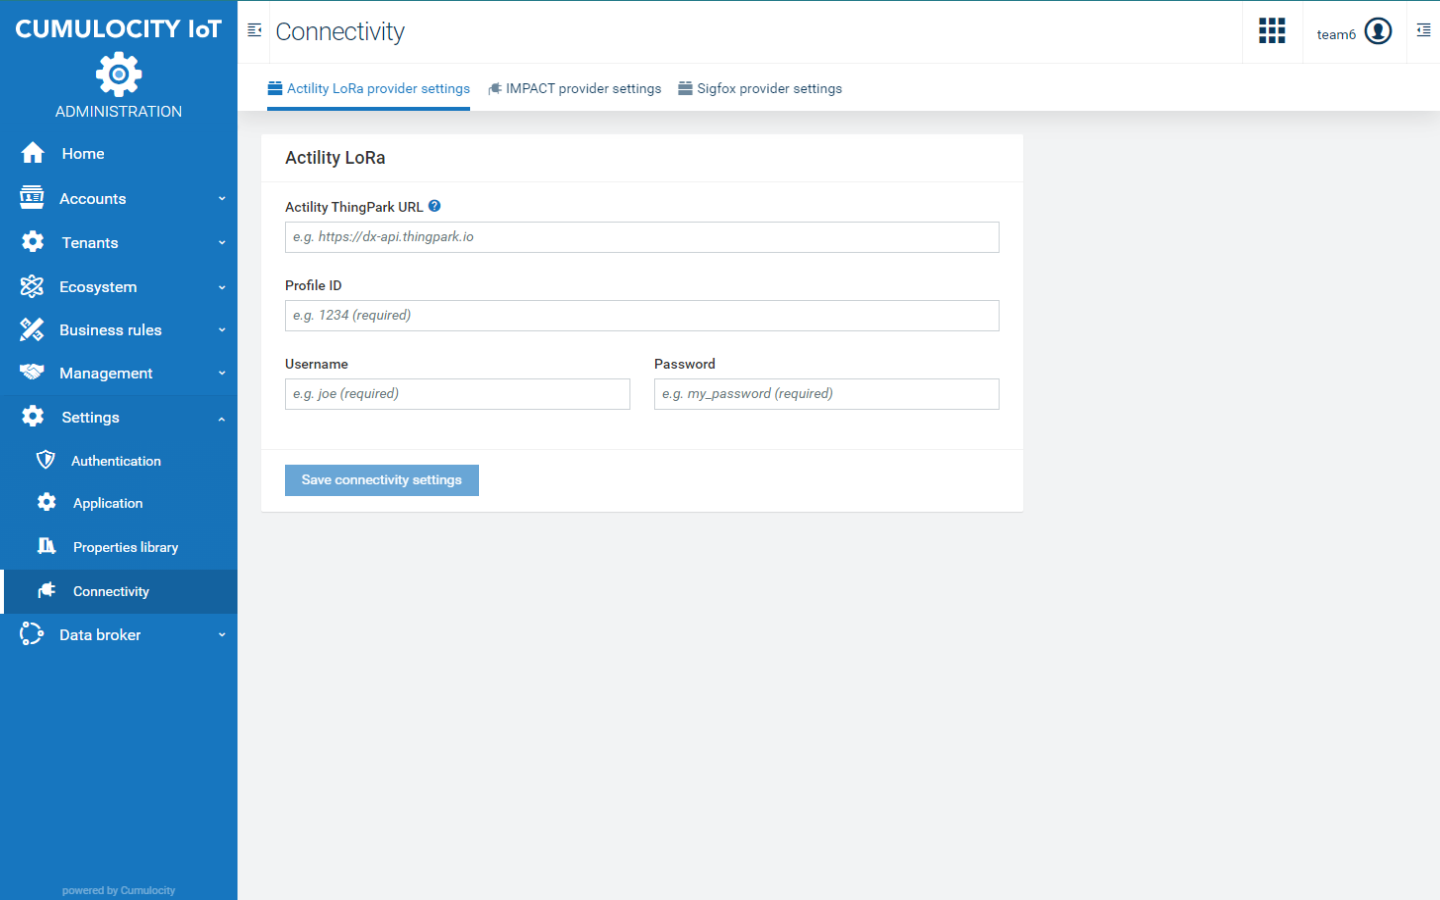 CUMULOCITY IoT
ADMINISTRATION
Home
Accounts
Tenants
Ecosystem
Business rules
Management
Settings
Authentication
Application
Properties library
Connectivity
Data broker
powered by Cumulocity
Connectivity
team6
Actility LoRa provider settings
IMPACT provider settings
Sigfox provider settings
Actility LoRa
Actility ThingPark URL ?
e.g. https://dx-api.thingpark.io
Profile ID
e.g. 1234 (required)
Username
Password
e.g. joe (required)
e.g. my_password (required)
Save connectivity settings